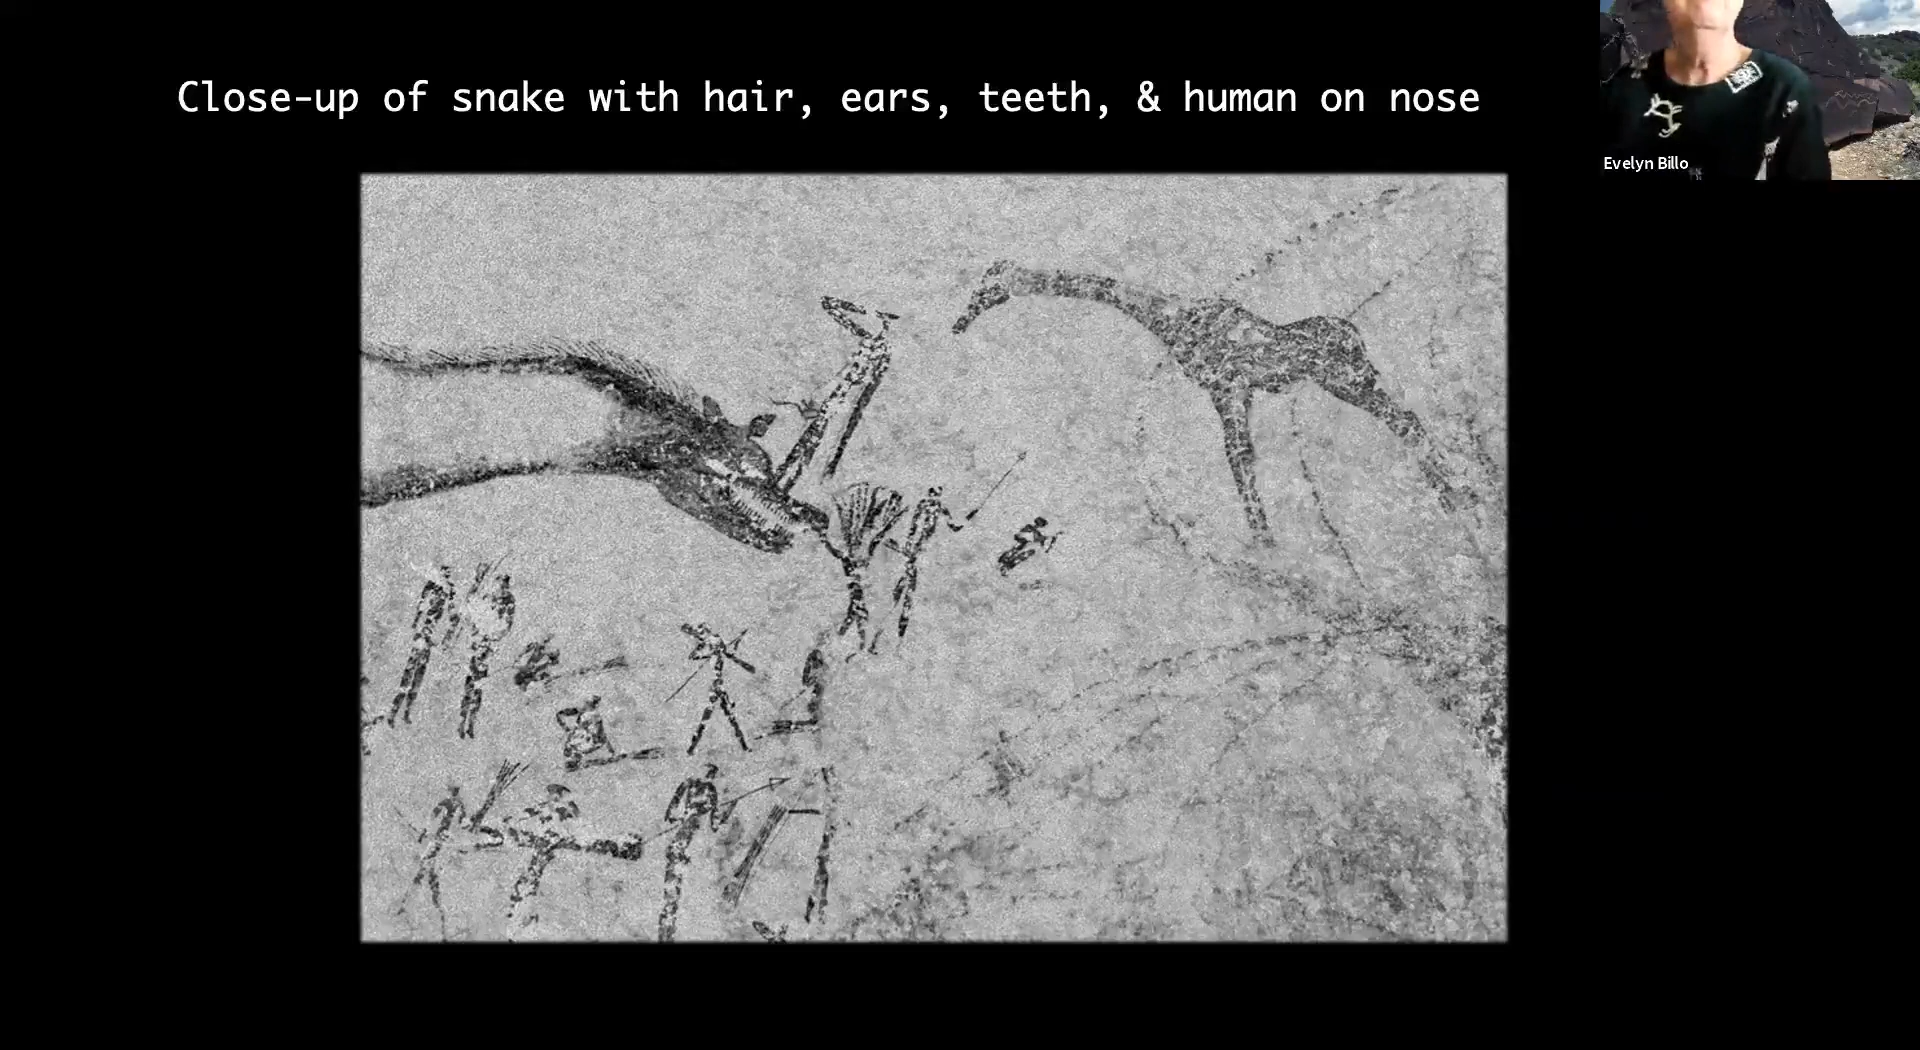 Close-up of snake with hair, ears, teeth, & human on nose
Evelyn Billo